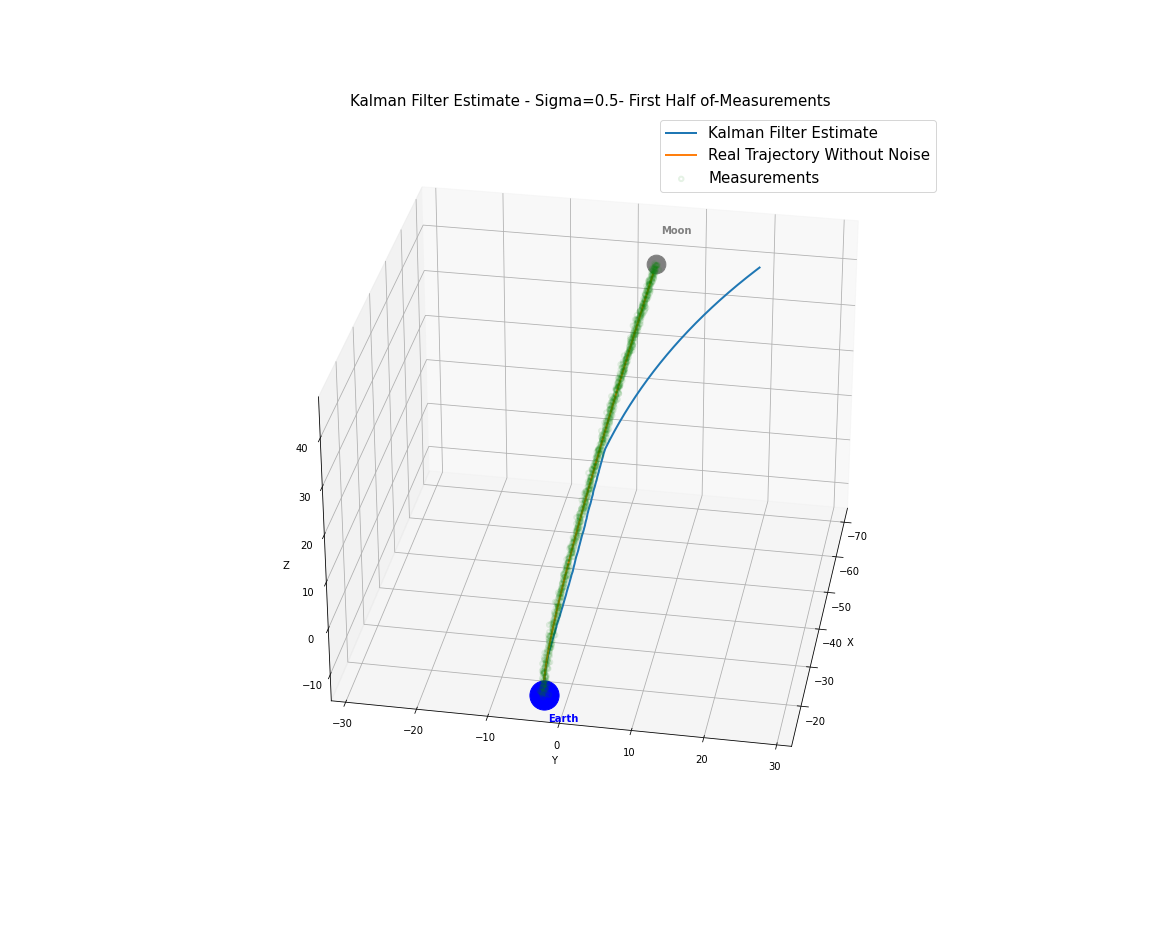 Kalman Filter Estimate - Sigma=0.5- First Half of-Measurements
Kalman Filter Estimate
Real Trajectory Without Noise
Measurements
Moon
40
30
20
Z
10
0
−10
−70
−60
−50
−40 X
−30
−20
Earth
−30
−20
−10
0
10
20
30
Y